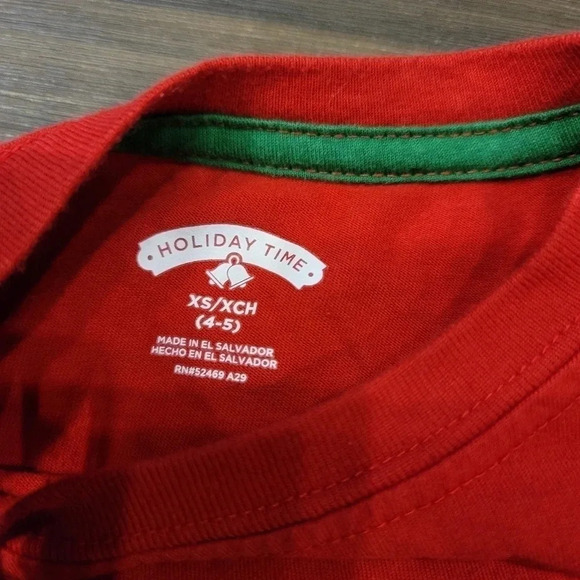 • HOLIDAY TIME •
XS/XCH
(4-5)
MADE IN EL SALVADOR
HECHO EN EL SALVADOR
RN#52469 A29